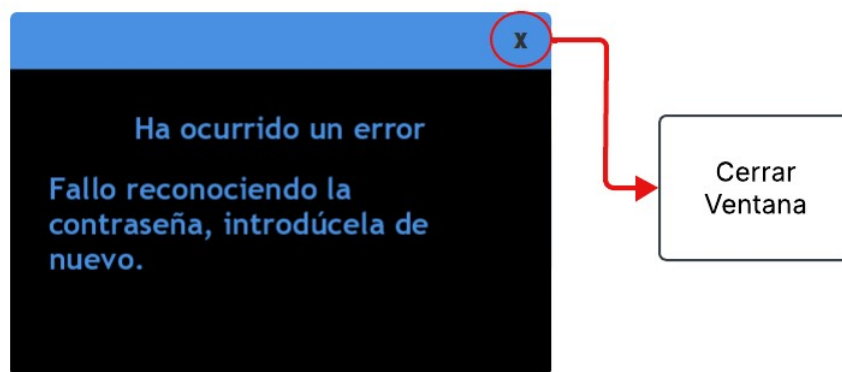 X
Ha ocurrido un error
Fallo reconociendo la
contraseña, introdúcela de
nuevo.
Cerrar
Ventana